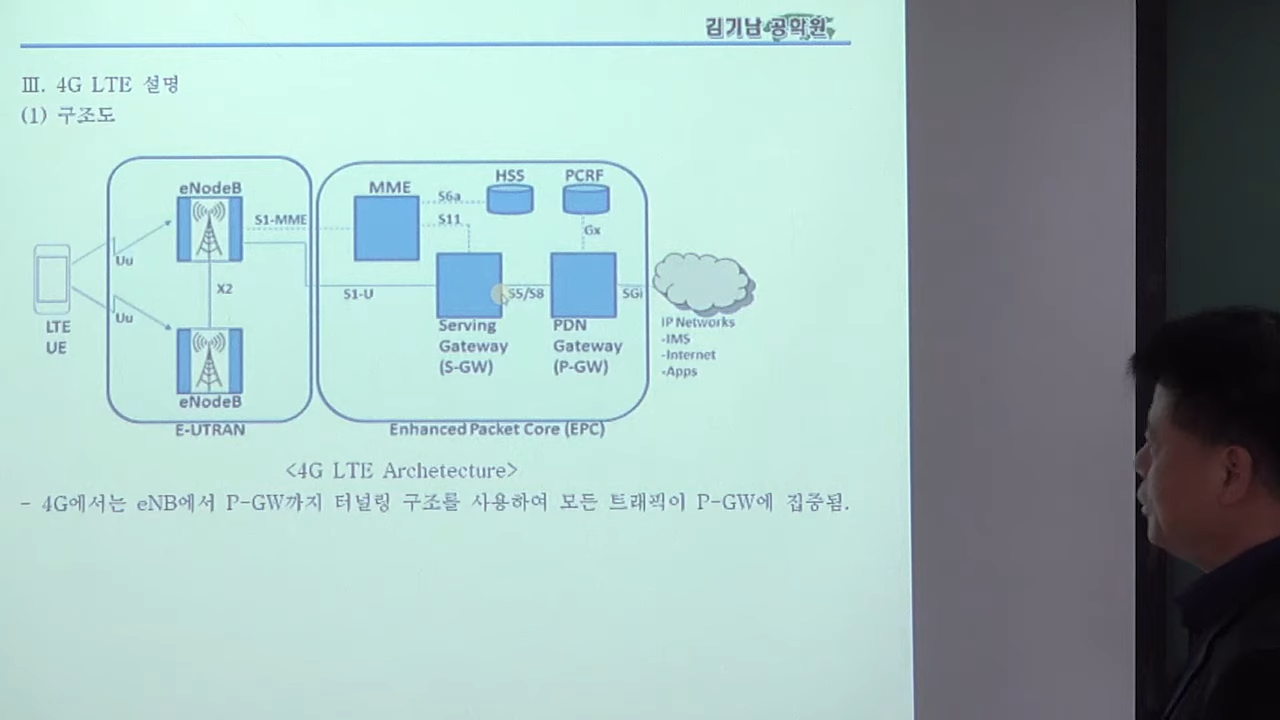 김기남 공학원
Ⅲ. 4G LTE 설명
(1) 구조도
eNodeB
MME
HSS
PCRF
S6a
S1-MME
S11
Gx
Uu
X2
S1-U
S5/S8
SGi
Uu
LTE
UE
Serving
Gateway
(S-GW)
PDN
Gateway
(P-GW)
IP Networks
-IMS
-Internet
-Apps
eNodeB
E-UTRAN
Enhanced Packet Core (EPC)
<4G LTE Archetecture>
- 4G에서는 eNB에서 P-GW까지 터널링 구조를 사용하여 모든 트래픽이 P-GW에 집중됨.